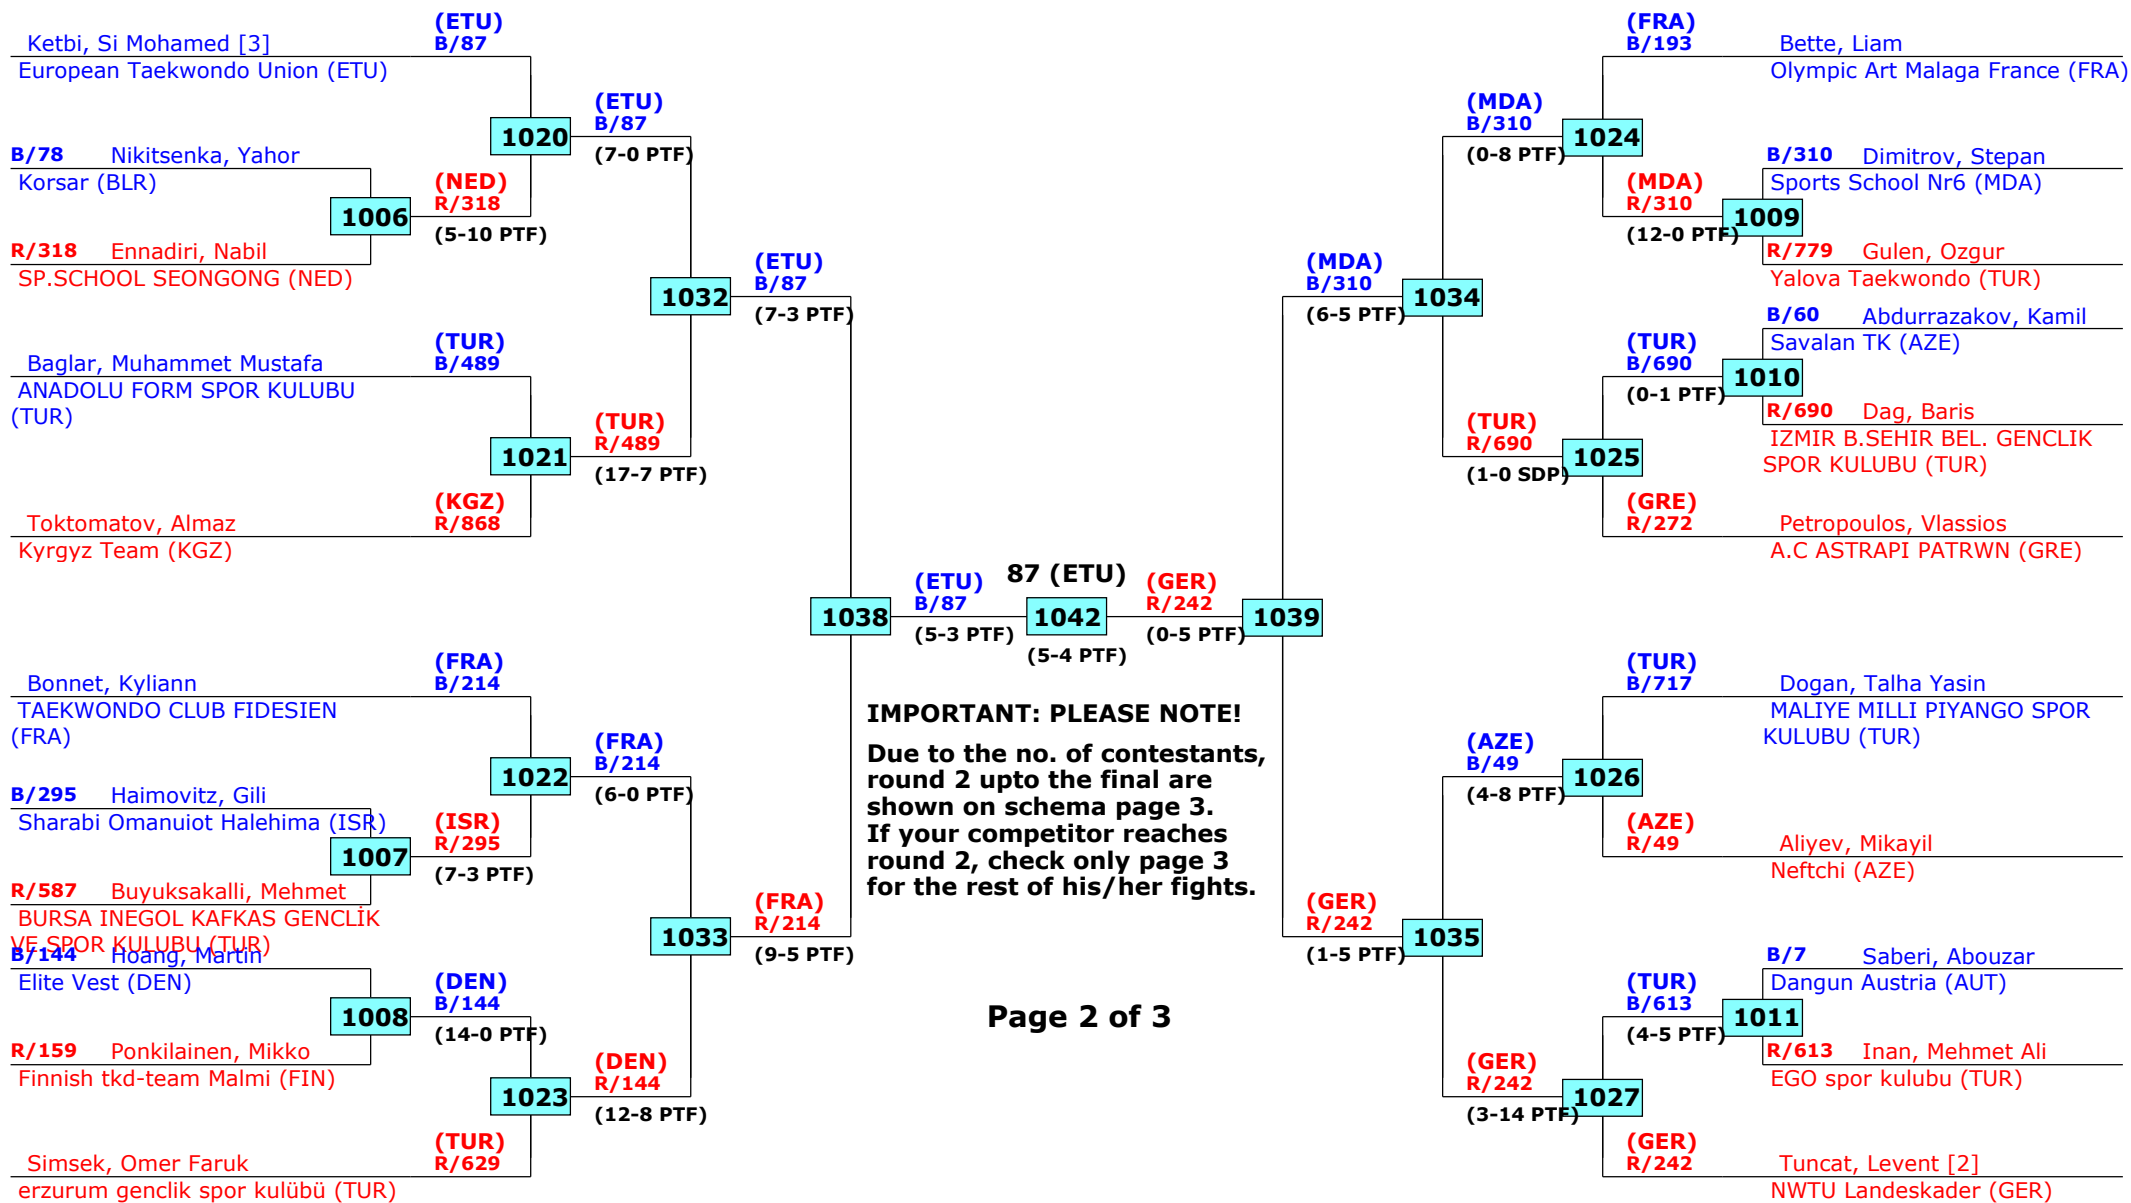 (ETU)
Ketbi, Si Mohamed [3] B/87
European Taekwondo Union (ETU)
(ETU)
B/87
1020
(7-0 PTF)
B/78 Nikitsenka, Yahor
Korsar (BLR)
(NED)
R/318
1006
(5-10 PTF)
R/318 Ennadiri, Nabil
SP.SCHOOL SEONGONG (NED)
(ETU)
B/87
1032
(7-3 PTF)
(TUR)
Baglar, Muhammet Mustafa B/489
ANADOLU FORM SPOR KULUBU
(TUR)
(TUR)
R/489
1021
(17-7 PTF)
(KGZ)
Toktomatov, Almaz R/868
Kyrgyz Team (KGZ)
(ETU)
B/87
1038
(5-3 PTF)
(FRA)
Bonnet, Kyliann B/214
TAEKWONDO CLUB FIDESIEN
(FRA)
(FRA)
B/214
1022
(6-0 PTF)
B/295 Haimovitz, Gili
Sharabi Omanuiot Halehima (ISR)
(ISR)
R/295
1007
(7-3 PTF)
R/587 Buyuksakalli, Mehmet
BURSA INEGOL KAFKAS GENCLİK
VE SPOR KULUBU (TUR)
(FRA)
R/214
1033
(9-5 PTF)
B/144 Hoang, Martin
Elite Vest (DEN)
(DEN)
B/144
1008
(14-0 PTF)
R/159 Ponkilainen, Mikko
Finnish tkd-team Malmi (FIN)
(DEN)
R/144
1023
(12-8 PTF)
(TUR)
Simsek, Omer Faruk R/629
erzurum genclik spor kulübü (TUR)
87 (ETU)
1042
(5-4 PTF)
IMPORTANT: PLEASE NOTE!
Due to the no. of contestants,
round 2 upto the final are
shown on schema page 3.
If your competitor reaches
round 2, check only page 3
for the rest of his/her fights.
Page 2 of 3
(FRA)
B/193 Bette, Liam
Olympic Art Malaga France (FRA)
(MDA)
B/310
1024
(0-8 PTF)
B/310 Dimitrov, Stepan
Sports School Nr6 (MDA)
(MDA)
R/310
1009
(12-0 PTF)
R/779 Gulen, Ozgur
Yalova Taekwondo (TUR)
(MDA)
B/310
1034
(6-5 PTF)
B/60 Abdurrazakov, Kamil
Savalan TK (AZE)
(TUR)
B/690
1010
(0-1 PTF)
R/690 Dag, Baris
IZMIR B.SEHIR BEL. GENCLIK
SPOR KULUBU (TUR)
(TUR)
R/690
1025
(1-0 SDP)
(GRE)
R/272 Petropoulos, Vlassios
A.C ASTRAPI PATRWN (GRE)
(GER)
R/242
1039
(0-5 PTF)
(TUR)
B/717 Dogan, Talha Yasin
MALIYE MILLI PIYANGO SPOR
KULUBU (TUR)
(AZE)
B/49
1026
(4-8 PTF)
(AZE)
R/49 Aliyev, Mikayil
Neftchi (AZE)
(GER)
R/242
1035
(1-5 PTF)
B/7 Saberi, Abouzar
Dangun Austria (AUT)
(TUR)
B/613
1011
(4-5 PTF)
R/613 Inan, Mehmet Ali
EGO spor kulubu (TUR)
(GER)
R/242
1027
(3-14 PTF)
(GER)
R/242 Tuncat, Levent [2]
NWTU Landeskader (GER)